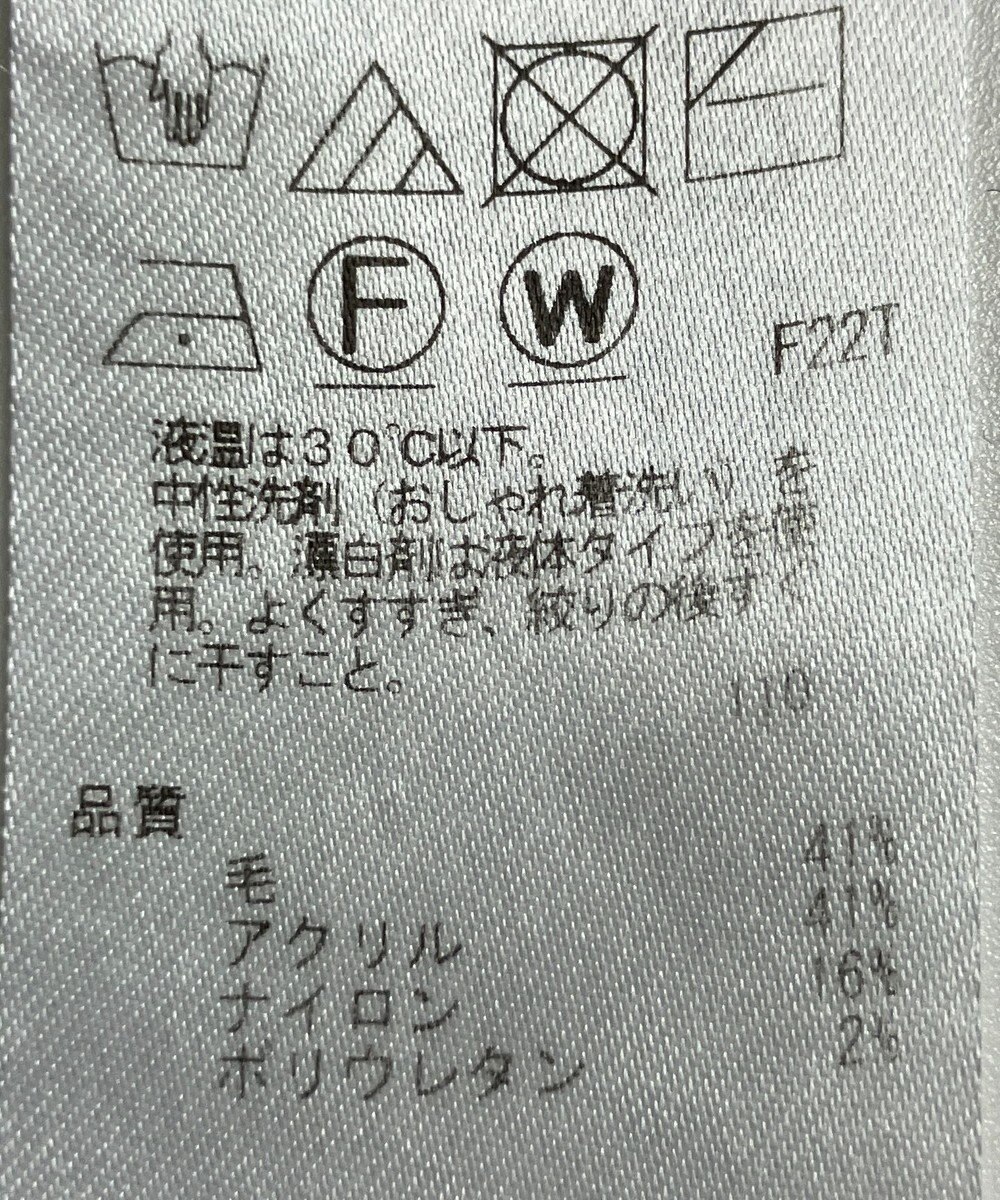 F W
F22T
液温は30℃以下。
中性洗剤（おしゃれ着洗い）を
使用。漂白剤は液体タイプを使
用。よくすすぎ、絞りの後すぐ
に干すこと。
110
品質
毛 41%
アクリル 41%
ナイロン 16%
ポリウレタン 2%